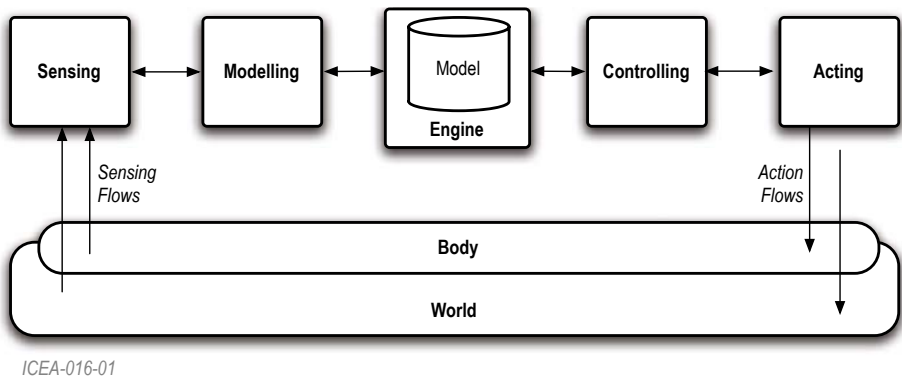 Sensing
Modelling
Model
Engine
Controlling
Acting
Sensing
Flows
Action
Flows
Body
World
ICEA-016-01